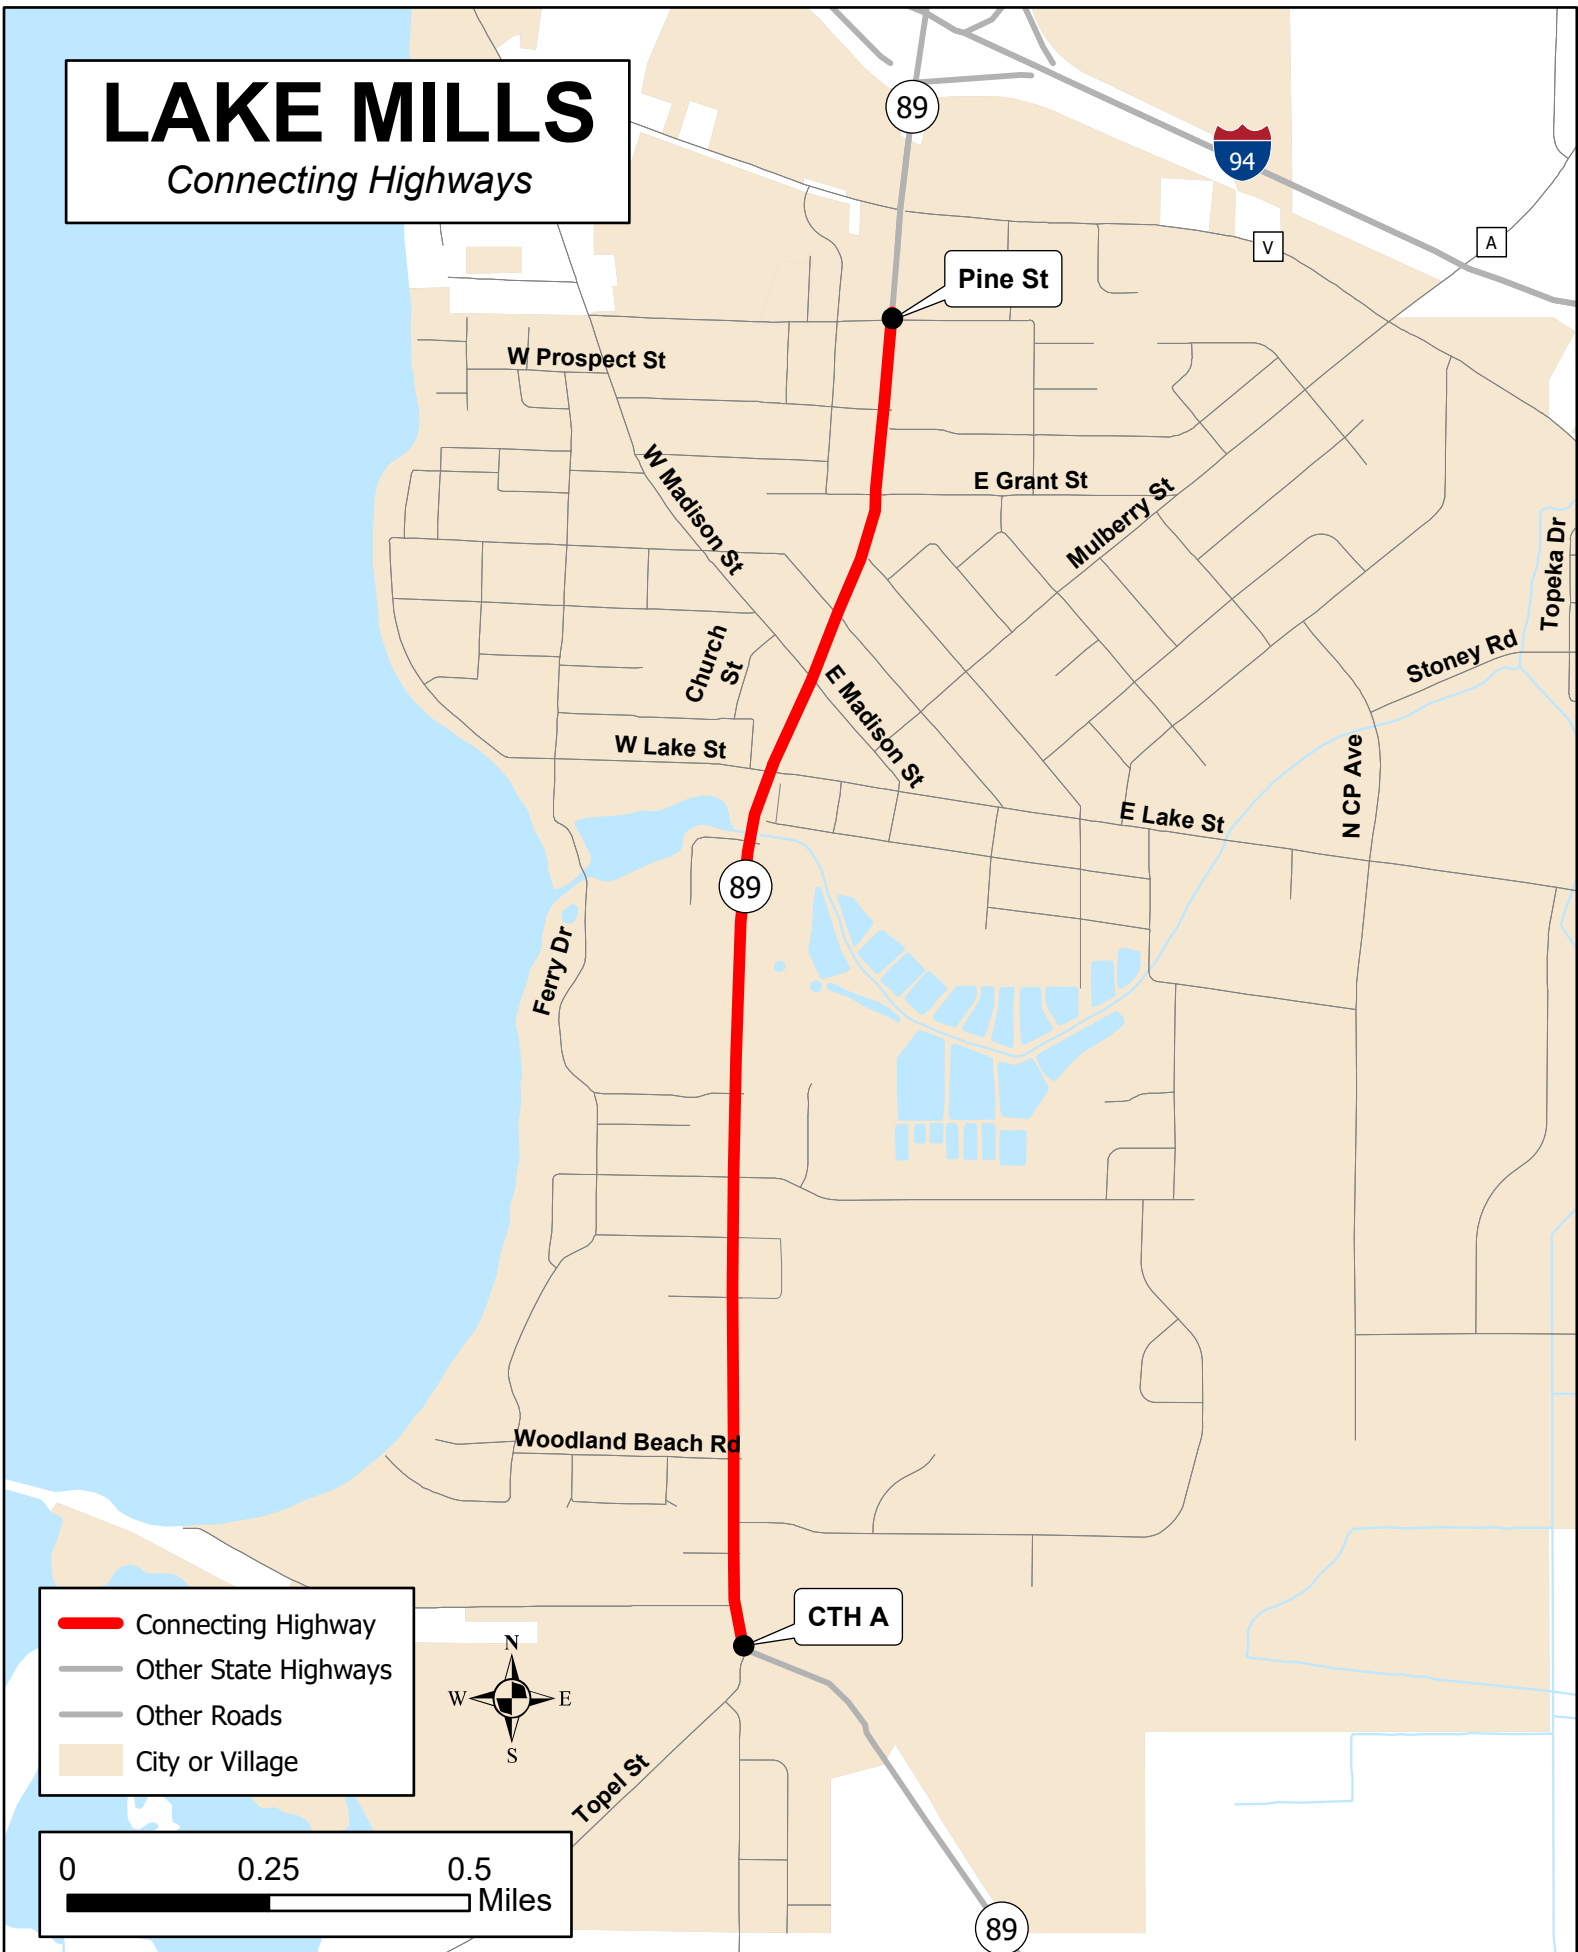 LAKE MILLS
Connecting Highways
89
94
V
A
Pine St
W Prospect St
W Madison St
E Grant St
Mulberry St
Topeka Dr
Church
St
Stoney Rd
E Madison St
W Lake St
N CP Ave
E Lake St
89
Ferry Dr
Woodland Beach Rd
CTH A
Connecting Highway
Other State Highways
Other Roads
City or Village
N
W
E
S
Topel St
0 0.25 0.5
Miles
89